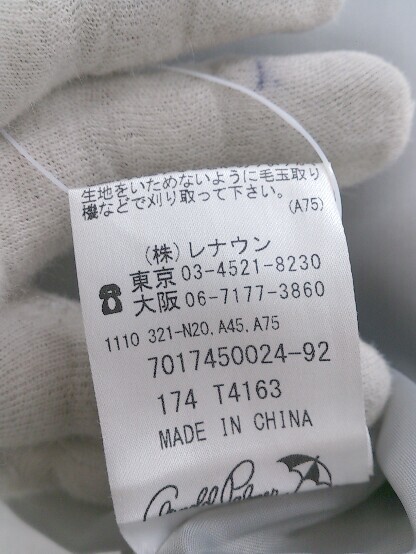 生地をいためないように毛玉取り
機などで刈り取って下さい。
(A75)
(株)レナウン
東京 03-4521-8230
大阪 06-7177-3860
1110 321-N20.A45.A75
7017450024-92
174 T4163
MADE IN CHINA
Arnold Palmer